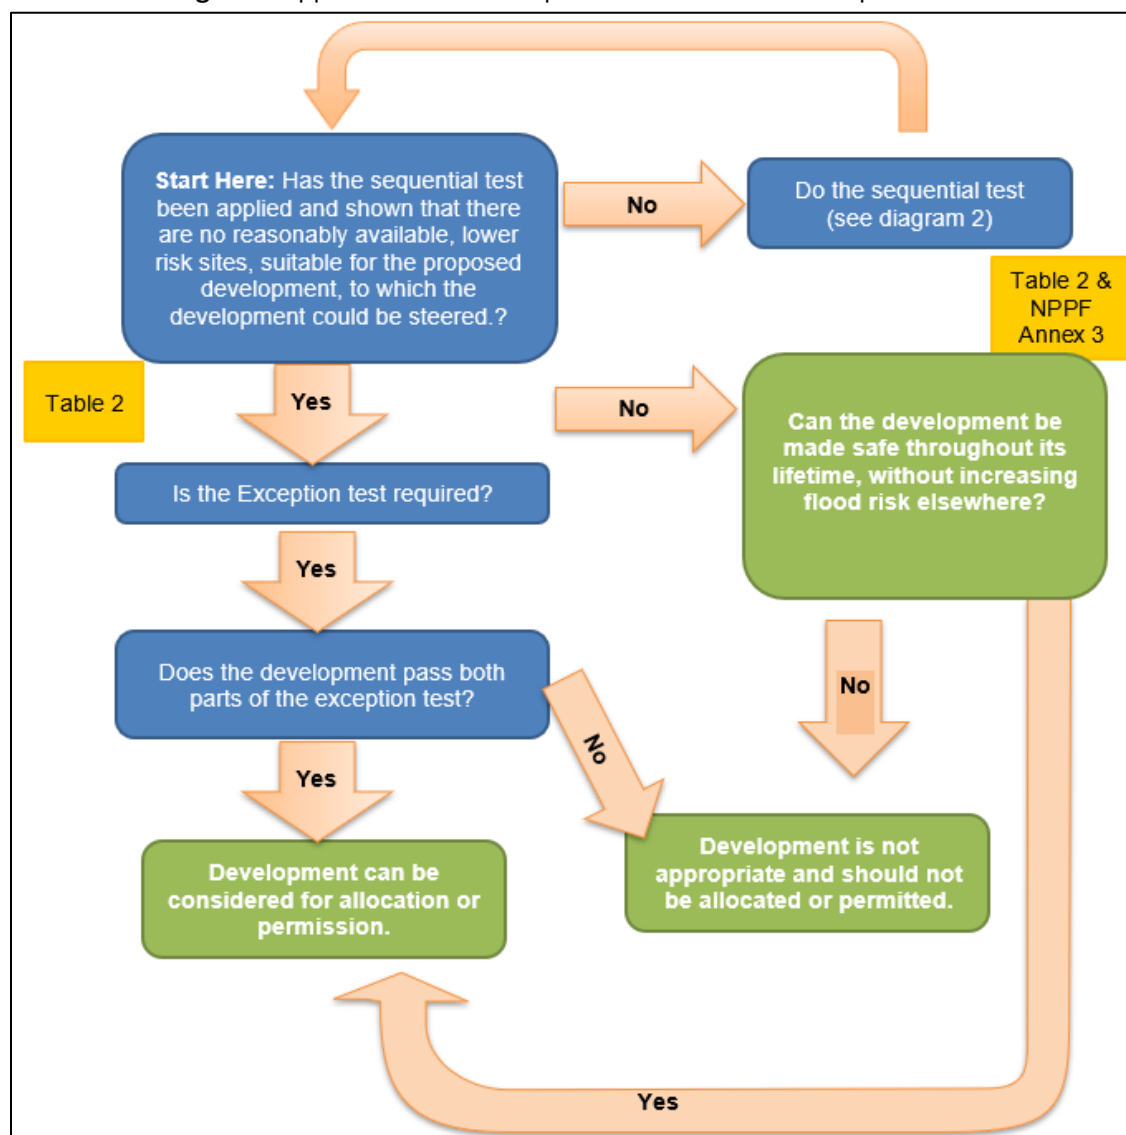 Start Here: Has the sequential test
been applied and shown that there
are no reasonably available, lower
risk sites, suitable for the proposed
development, to which the
development could be steered.?
No
Do the sequential test
(see diagram 2)
Table 2 &
NPPF
Annex 3
Table 2
Yes
No
Can the development be
made safe throughout its
lifetime, without increasing
flood risk elsewhere?
Is the Exception test required?
Yes
Does the development pass both
parts of the exception test?
No
No
Yes
Development can be
considered for allocation or
permission.
Development is not
appropriate and should not
be allocated or permitted.
Yes